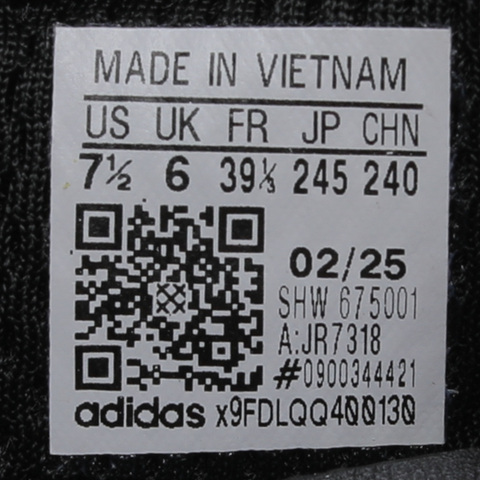 MADE IN VIETNAM
US UK FR JP CHN
7½ 6 39⅓ 245 240
02/25
SHW 675001
A:JR7318
#0900344421
adidas x9FDLQQ400130